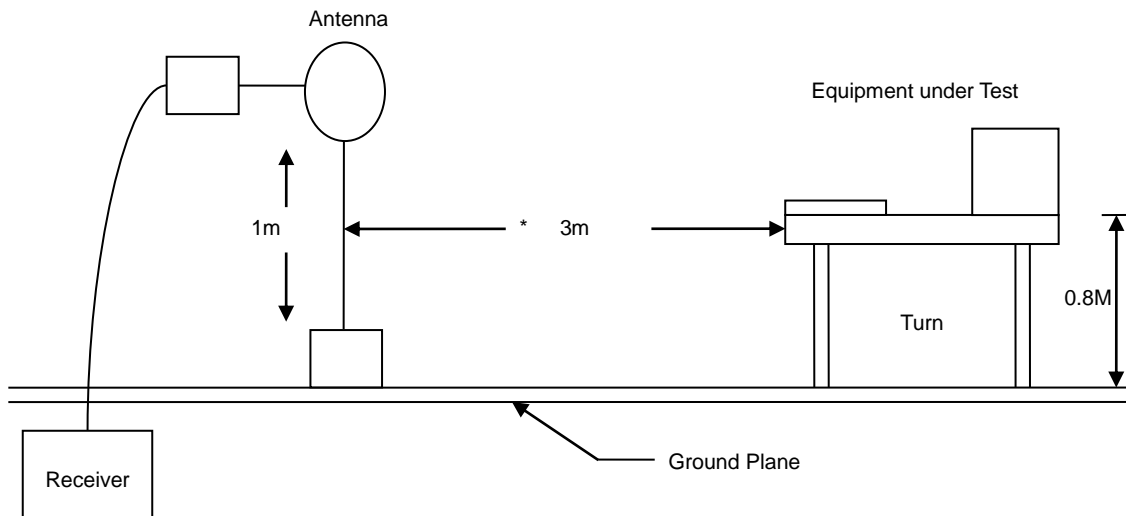 Antenna
Equipment under Test
1m
* 3m
0.8M
Turn
Ground Plane
Receiver